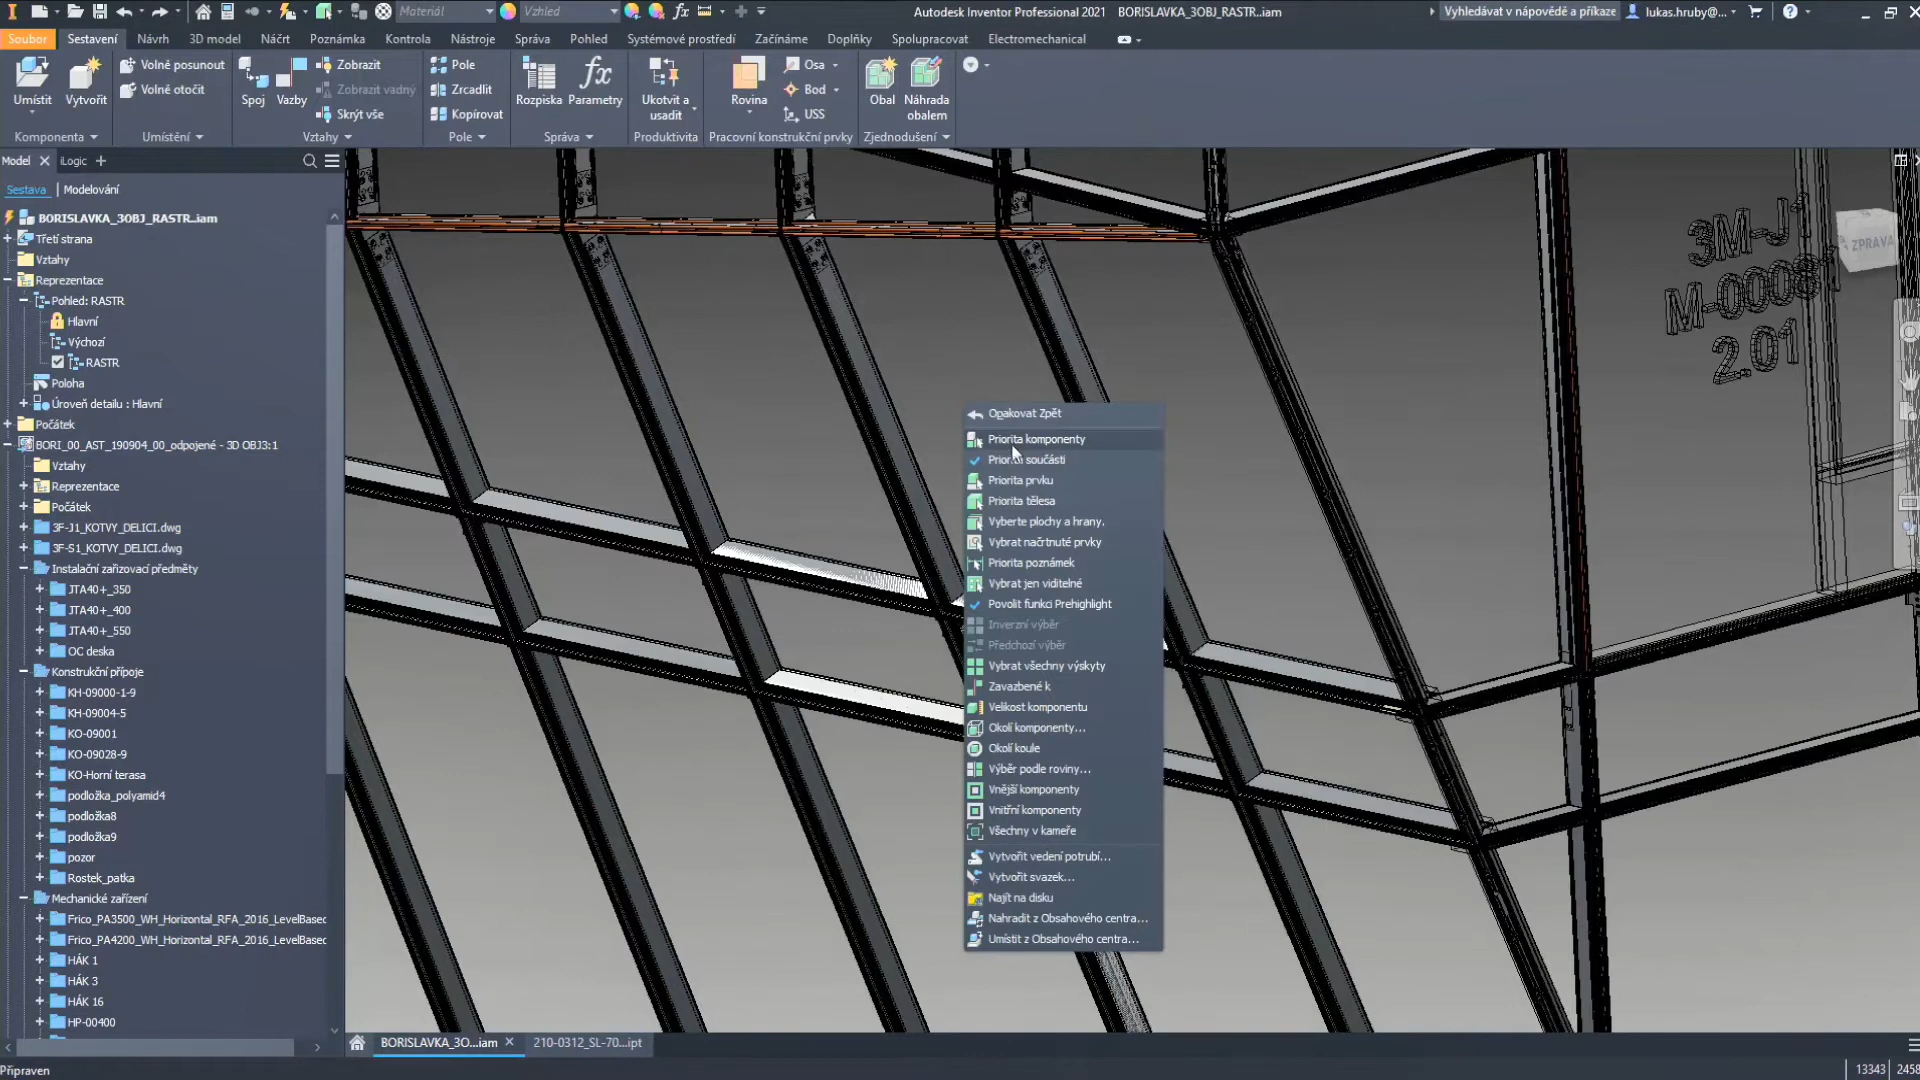 Materiál
Vzhled
Autodesk Inventor Professional 2021 BORISLAVKA_3OBJ_RASTR..iam
Vyhledávat v nápovědě a příkaze
lukas.hruby@...
Soubor Sestavení Návrh 3D model Náčrt Poznámka Kontrola Nástroje Správa Pohled Systémové prostředí Začínáme Doplňky Spolupracovat Electromechanical
Umístit
Vytvořit
Volné posunout
Volné otočit
Spoj
Vazby
Zobrazit
Zobrazit vadný
Skrýt vše
Pole
Zrcadlit
Kopírovat
Rozpiska
fx
Parametry
Ukotvit a
usadit
Rovina
Osa
Bod
USS
Obal
Náhrada
obalem
Komponenta Umístění Vztahy Pole Správa Produktivita Pracovní konstrukční prvky Zjednodušení
Model iLogic
Sestava Modelování
BORISLAVKA_3OBJ_RASTR..iam
Třetí strana
Vztahy
Reprezentace
Pohled: RASTR
Hlavní
Výchozí
RASTR
Poloha
Úroveň detailu : Hlavní
Počátek
BORI_00_AST_190904_00_odpojené - 3D OBJ3:1
Vztahy
Reprezentace
Počátek
3F-J1_KOTVY_DELICI.dwg
3F-S1_KOTVY_DELICI.dwg
Instalační zařizovací předměty
JTA40+_350
JTA40+_400
JTA40+_550
OC deska
Konstrukční přípoje
KH-09000-1-9
KH-09004-5
KO-09001
KO-09028-9
KO-Horní terasa
podložka_polyamid4
podložka8
podložka9
pozor
Rostek_patka
Mechanické zařízení
Frico_PA3500_WH_Horizontal_RFA_2016_LevelBased
Frico_PA4200_WH_Horizontal_RFA_2016_LevelBased
HÁK 1
HÁK 3
HÁK 16
HP-00400
Opakovat Zpět
Priorita komponenty
Priorita součásti
Priorita prvku
Priorita tělesa
Vyberte plochy a hrany.
Vybrat načrtnuté prvky
Priorita poznámek
Vybrat jen viditelné
Povolit funkci Prehighlight
Inverzní výběr
Předchozí výběr
Vybrat všechny výskyty
Zavazbené k
Velikost komponentu
Okolí komponenty...
Okolí koule
Výběr podle roviny...
Vnější komponenty
Vnitřní komponenty
Všechny v kameře
Vytvořit vedení potrubí...
Vytvořit svazek...
Najít na disku
Nahradit z Obsahového centra...
Umístit z Obsahového centra...
3M-J1
2.01
ZPRAVA
BORISLAVKA_3O...iam 210-0312_SL-70...ipt
Připraven
13343 2458